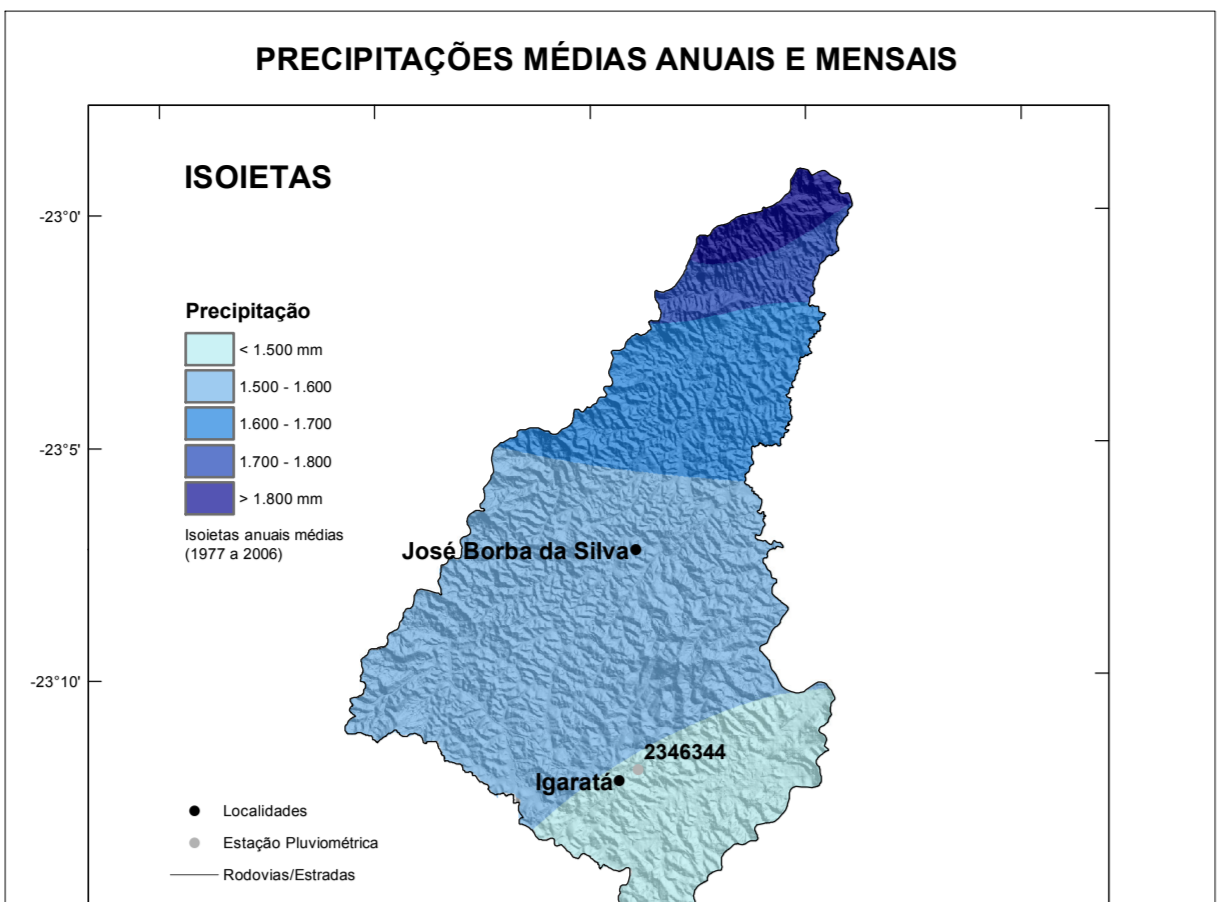 PRECIPITAÇÕES MÉDIAS ANUAIS E MENSAIS
ISOIETAS
-23°0'
Precipitação
< 1.500 mm
1.500 - 1.600
1.600 - 1.700
1.700 - 1.800
> 1.800 mm
-23°5'
Isoietas anuais médias
(1977 a 2006)
José Borba da Silva
-23°10'
2346344
Igaratá
Localidades
Estação Pluviométrica
Rodovias/Estradas